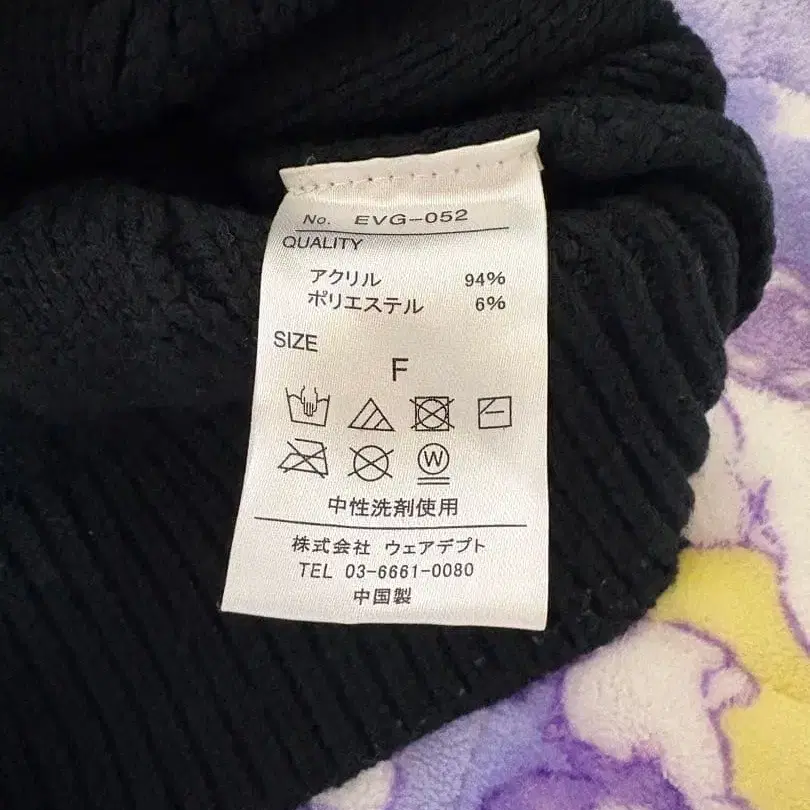 No. EVG-052
QUALITY
アクリル 94%
ポリエステル 6%
SIZE
F
W
中性洗剤使用
株式会社 ウェアデプト
TEL 03-6661-0080
中国製